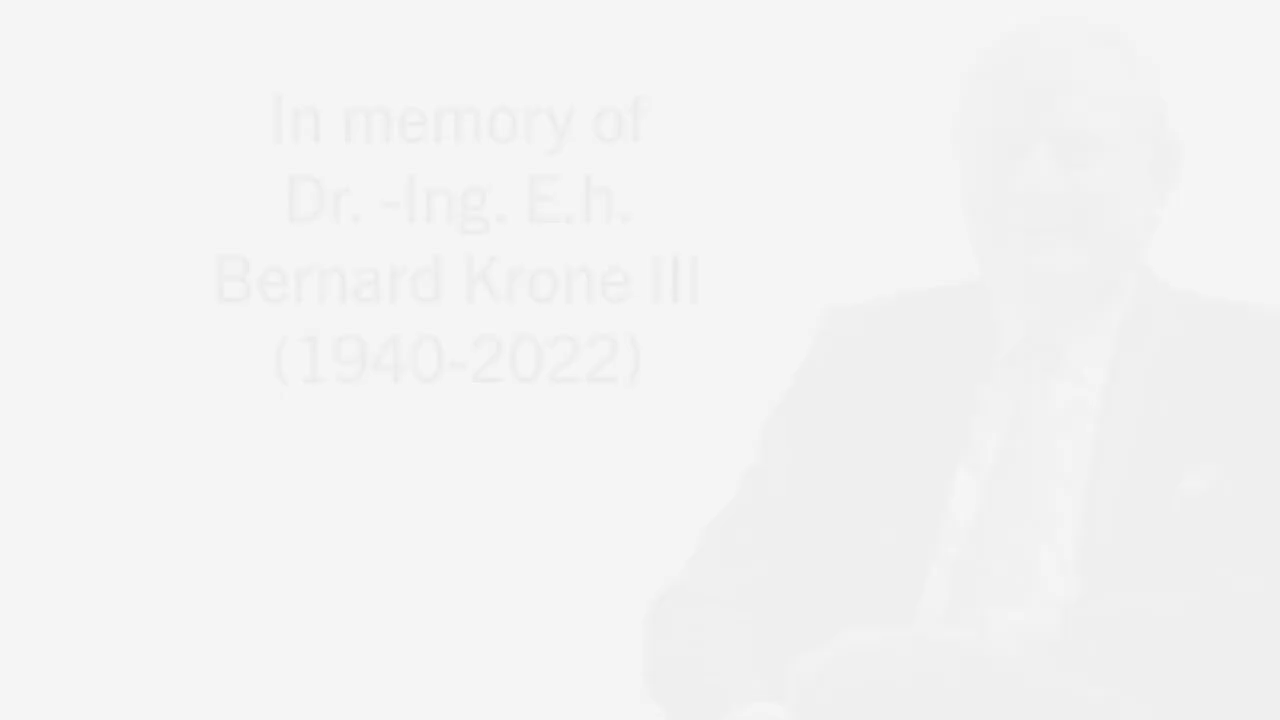 In memory of
Dr. -Ing. E.h.
Bernard Krone III
(1940-2022)